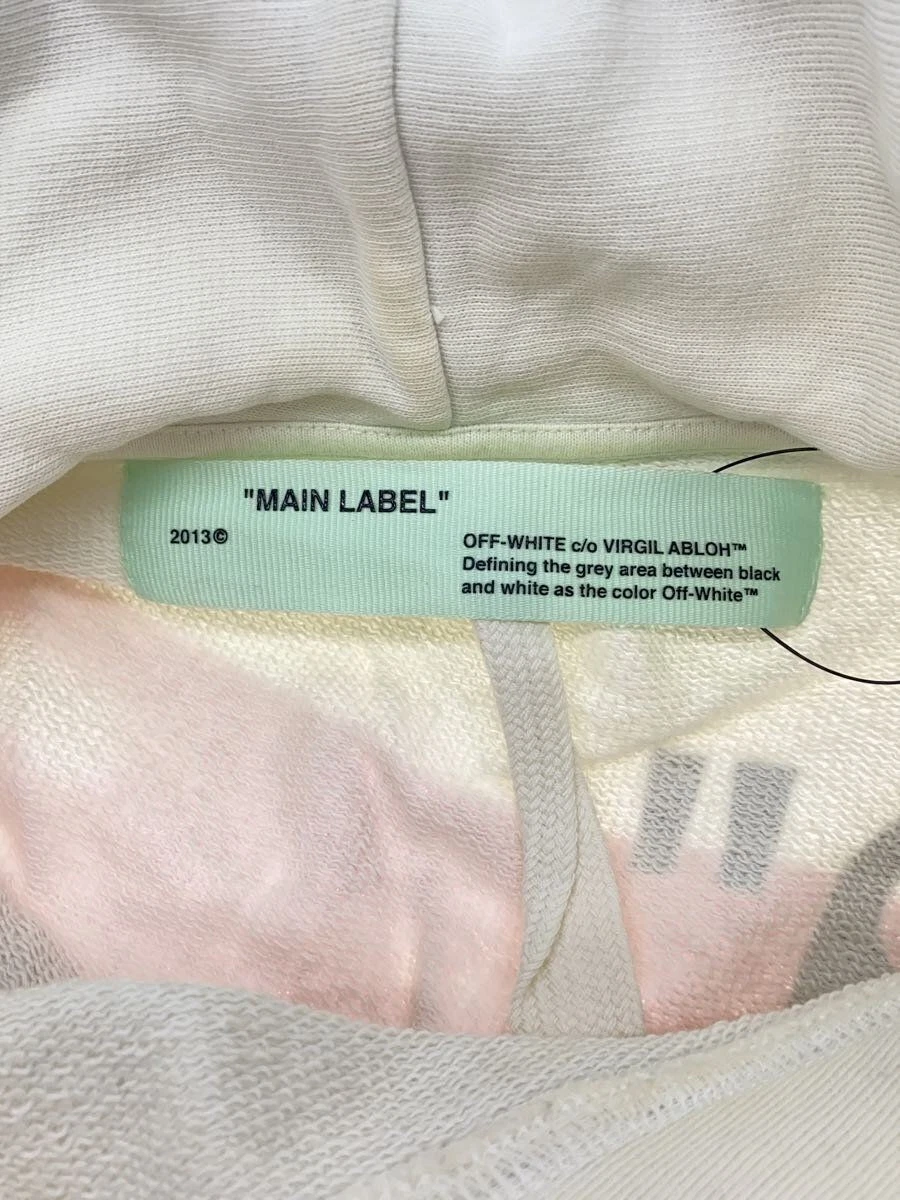 "MAIN LABEL"
2013©
OFF-WHITE c/o VIRGIL ABLOH™
Defining the grey area between black
and white as the color Off-White™